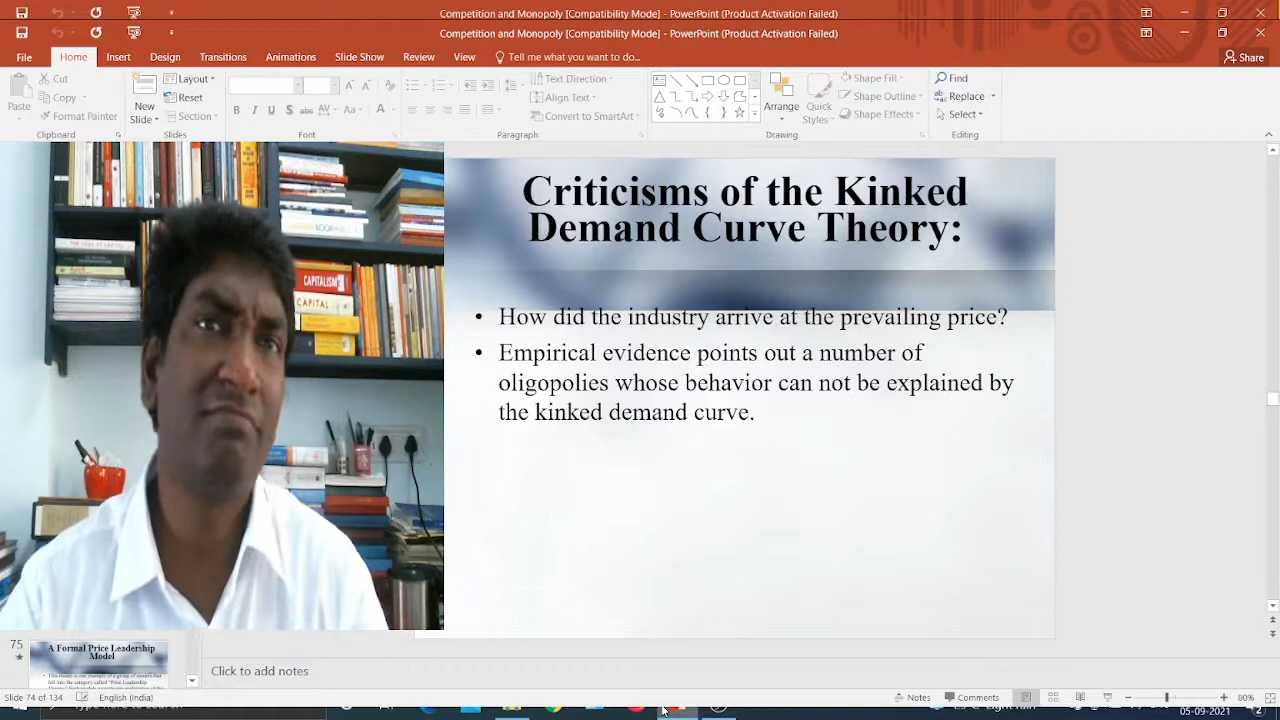 Competition and Monopoly [Compatibility Mode] - PowerPoint (Product Activation Failed)
Competition and Monopoly [Compatibility Mode] - PowerPoint (Product Activation Failed)
File Home Insert Design Transitions Animations Slide Show Review View Tell me what you want to do... Share
Paste
Cut
Copy
Format Painter
Clipboard
New
Slide
Layout
Reset
Section
Slides
B I U S abc AV Aa A
Font
Text Direction
Align Text
Convert to SmartArt
Paragraph
Arrange
Quick
Styles
Shape Fill
Shape Outline
Shape Effects
Drawing
Find
Replace
Select
Editing
CAPITALISM
CAPITAL
Criticisms of the Kinked
Demand Curve Theory:
• How did the industry arrive at the prevailing price?
• Empirical evidence points out a number of
oligopolies whose behavior can not be explained by
the kinked demand curve.
75
A Formal Price Leadership
Model
Click to add notes
Slide 74 of 134 English (India) Notes Comments 80%
05-09-2021